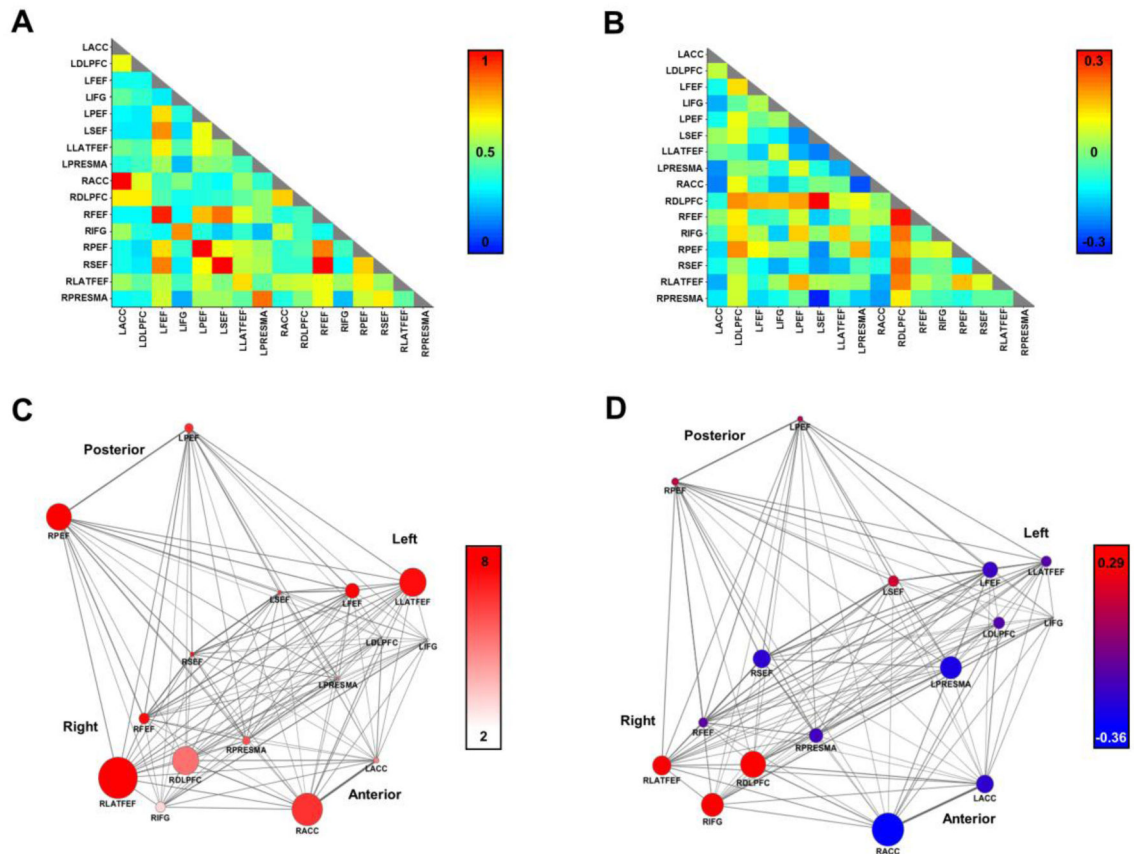 A
LACC
LDLPFC
LFEF
LIFG
LPEF
LSEF
LLATFEF
LPRESMA
RACC
RDLPFC
RFEF
RIFG
RPEF
RSEF
RLATFEF
RPRESMA
LACC
LDLPFC
LFEF
LIFG
LPEF
LSEF
LLATFEF
LPRESMA
RACC
RDLPFC
RFEF
RIFG
RPEF
RSEF
RLATFEF
RPRESMA
1
0.5
0
B
LACC
LDLPFC
LFEF
LIFG
LPEF
LSEF
LLATFEF
LPRESMA
RACC
RDLPFC
RFEF
RIFG
RPEF
RSEF
RLATFEF
RPRESMA
LACC
LDLPFC
LFEF
LIFG
LPEF
LSEF
LLATFEF
LPRESMA
RACC
RDLPFC
RFEF
RIFG
RPEF
RSEF
RLATFEF
RPRESMA
0.3
0
-0.3
C
LPEF
Posterior
RPEF
Left
LLATFEF
LSEF
LFEF
LDLPFC
LIFG
RSEF
LPRESMA
Right
RFEF
RPRESMA
LACC
RDLPFC
RLATFEF
Anterior
RIFG
RACC
8
2
D
LPEF
Posterior
RPEF
Left
LLATFEF
LFEF
LSEF
LIFG
LDLPFC
RSEF
LPRESMA
Right
RFEF
RPRESMA
RLATFEF
RDLPFC
LACC
RIFG
Anterior
RACC
0.29
-0.36